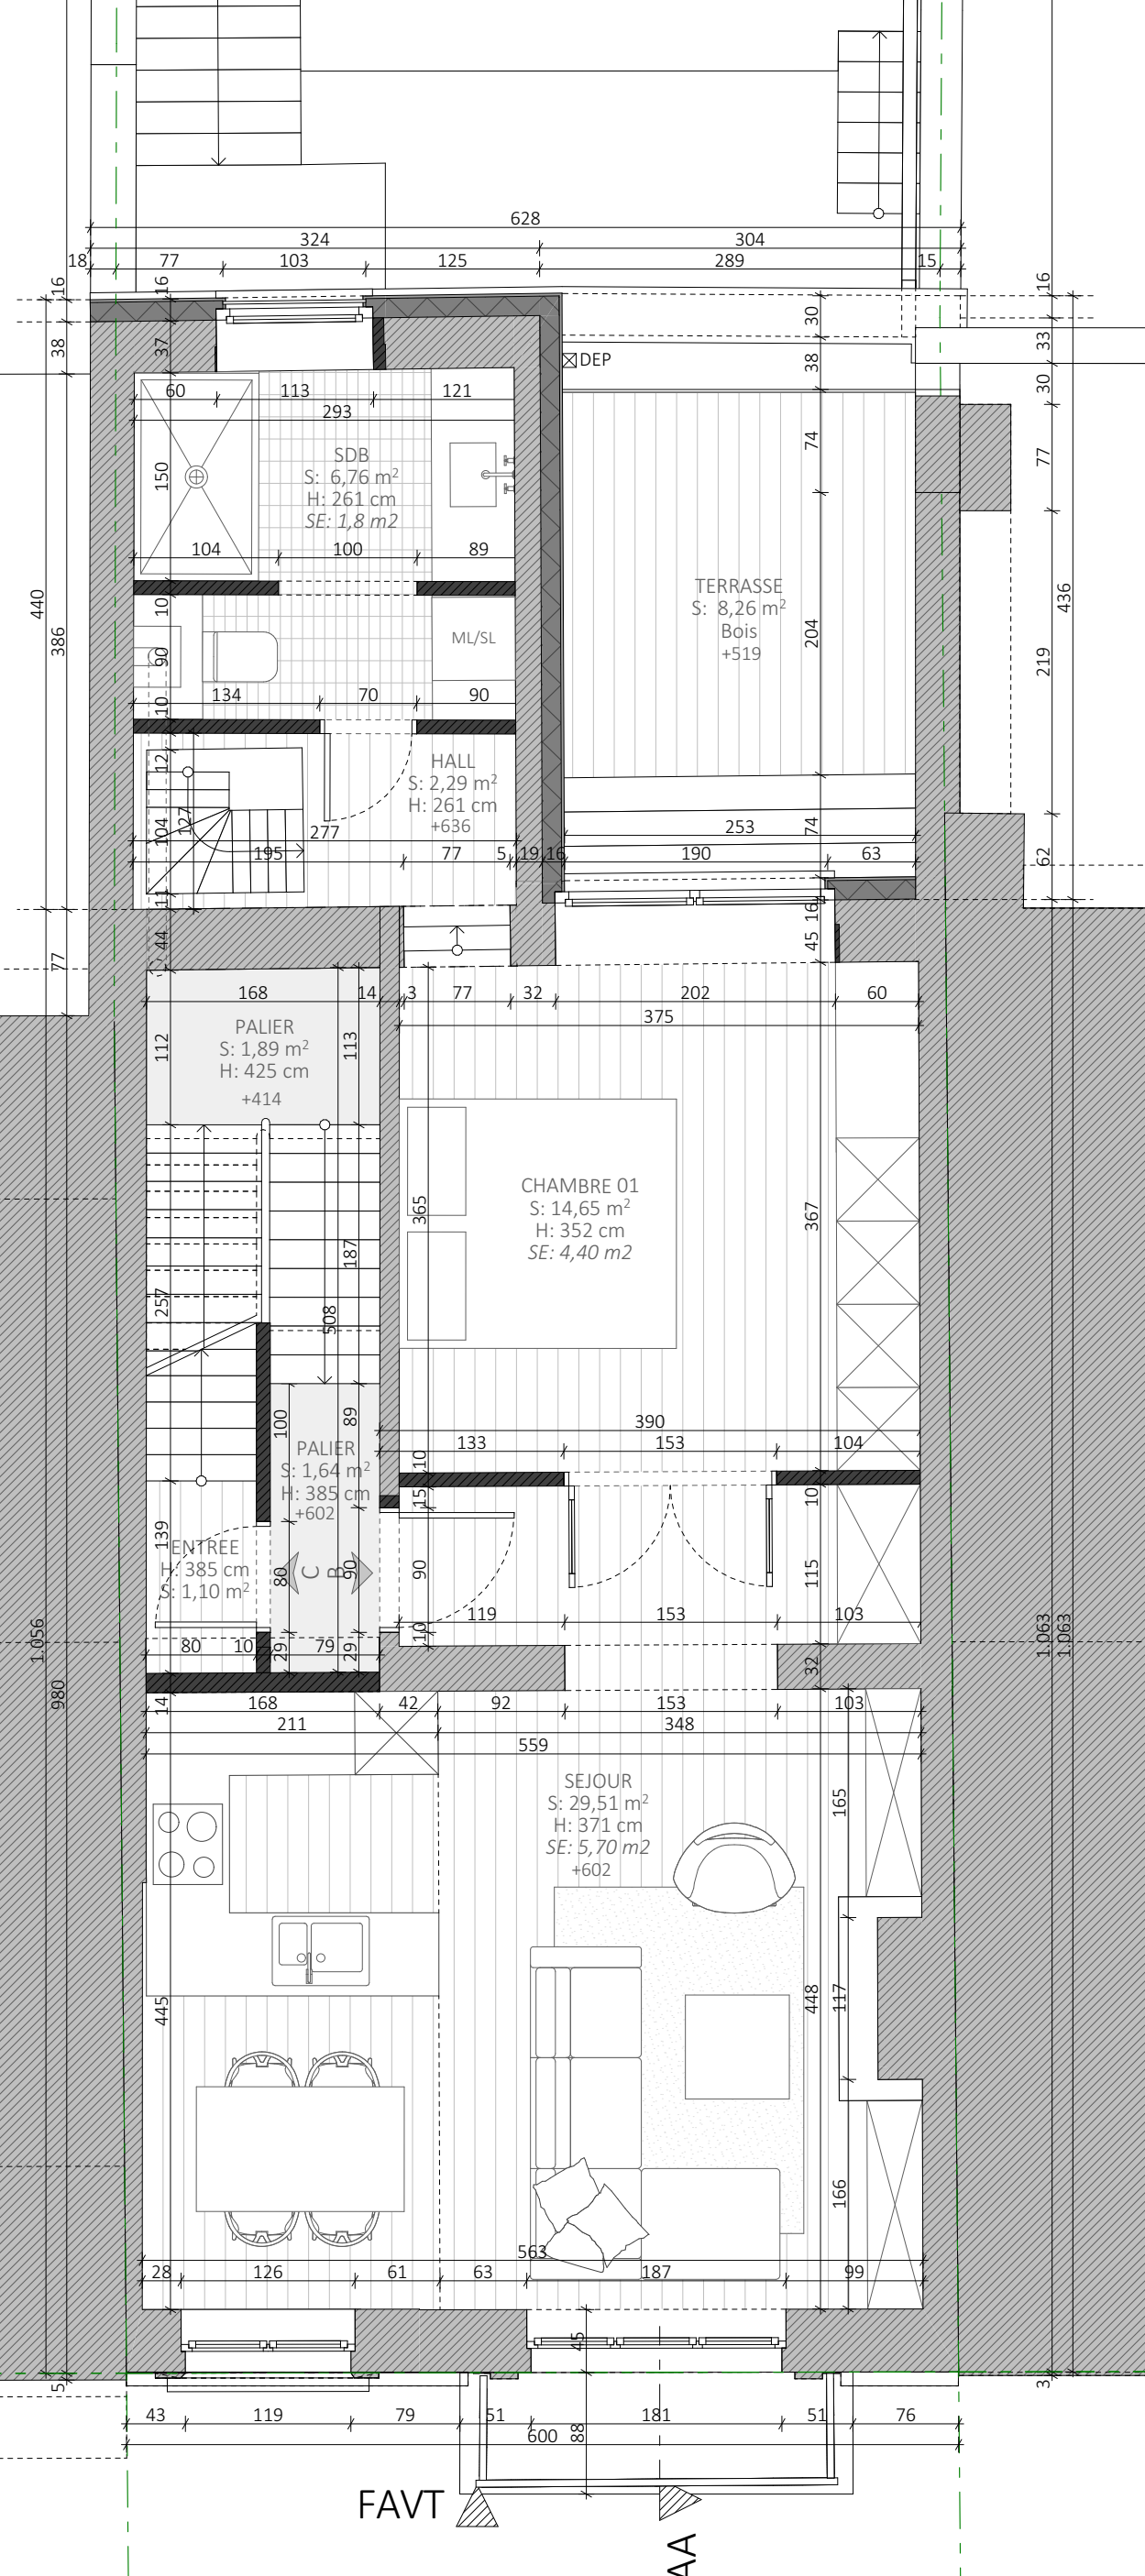 628
324 304
18 77 103 125 289 15
16 16 30 16
38 37 DEP 38 33
30
60 113 121
293 74
SDB
S: 6,76 m²
H: 261 cm
SE: 1,8 m2
150 77
104 100 89
TERRASSE
S: 8,26 m²
Bois
+519
440 386 10 204 436
ML/SL
90 219
134 70 90
10
HALL
S: 2,29 m²
H: 261 cm
+636
12
104 127 277 74 253
195 77 5 19 16 190 63 62
11
44 45 16
77
168 14 3 77 32 202 60
375
PALIER
S: 1,89 m²
H: 425 cm
+414
112 113
CHAMBRE 01
S: 14,65 m²
H: 352 cm
SE: 4,40 m2
365 367
187
257 508
390
133 153 104
100 89 10
PALIER
S: 1,64 m²
H: 385 cm
+602
15 10
139
ENTREE
H: 385 cm
S: 1,10 m²
80 C B 90 90 115
119 153 103
1.056 1.063 1.063
80 10 29 79 29 10 32
980
14 168 42 92 153 103
211 348
559
SEJOUR
S: 29,51 m²
H: 371 cm
SE: 5,70 m2
+602
165
445 448 117
166
563
28 126 61 63 187 99
45
5 3
43 119 79 51 181 51 76
600 88
FAVT
AA